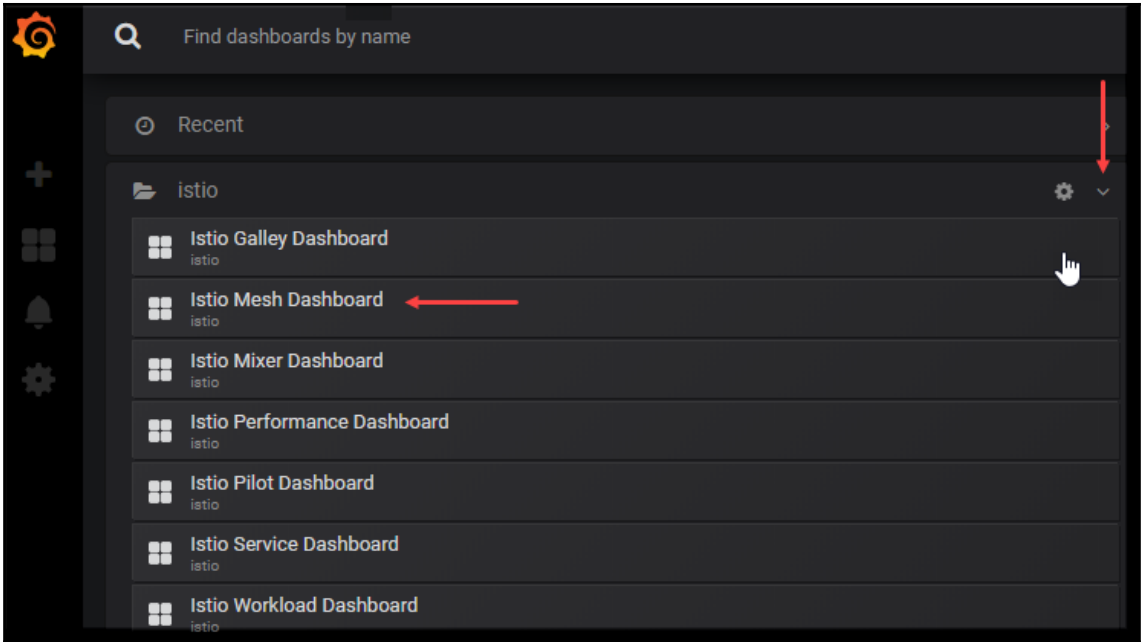 Find dashboards by name
Recent
istio
Istio Galley Dashboard
istio
Istio Mesh Dashboard
istio
Istio Mixer Dashboard
istio
Istio Performance Dashboard
istio
Istio Pilot Dashboard
istio
Istio Service Dashboard
istio
Istio Workload Dashboard
istio